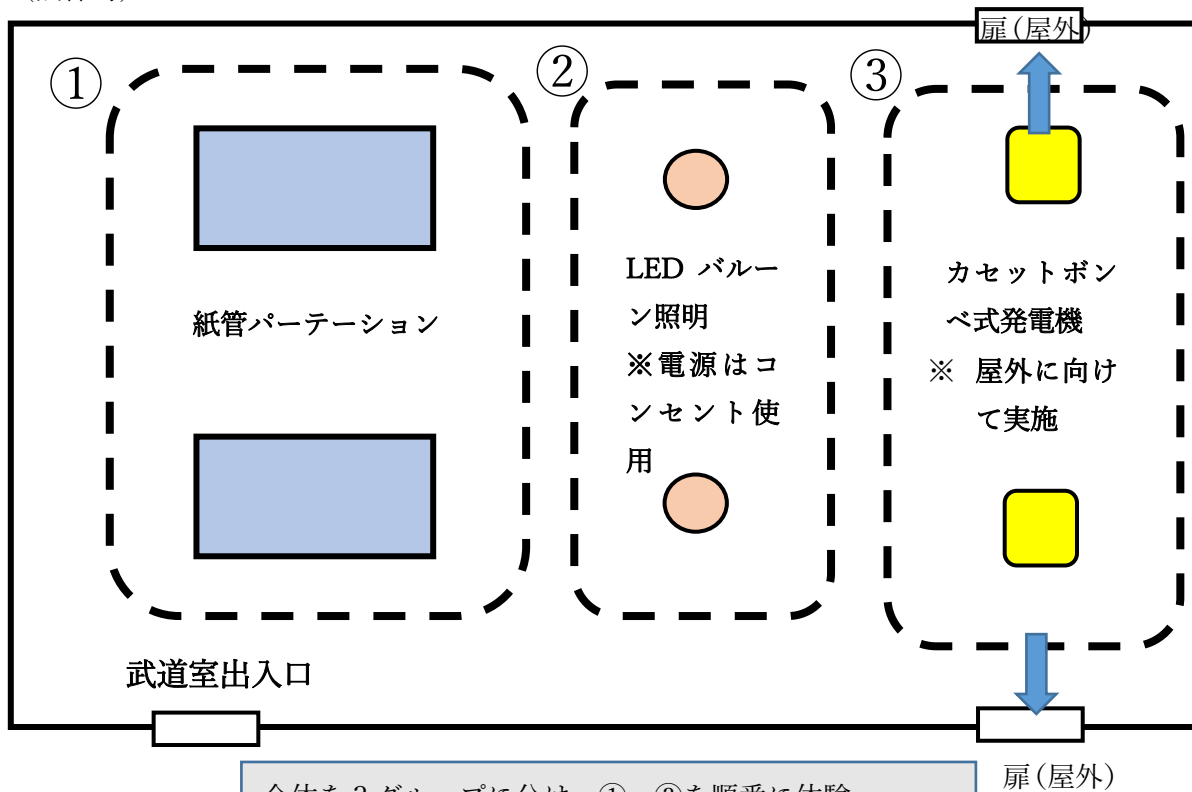 扉(屋外)
①
②
③
紙管パーテーション
LED バルー
ン照明
※電源はコ
ンセント使
用
カセットボン
ベ式発電機
※ 屋外に向け
て実施
武道室出入口
扉(屋外)